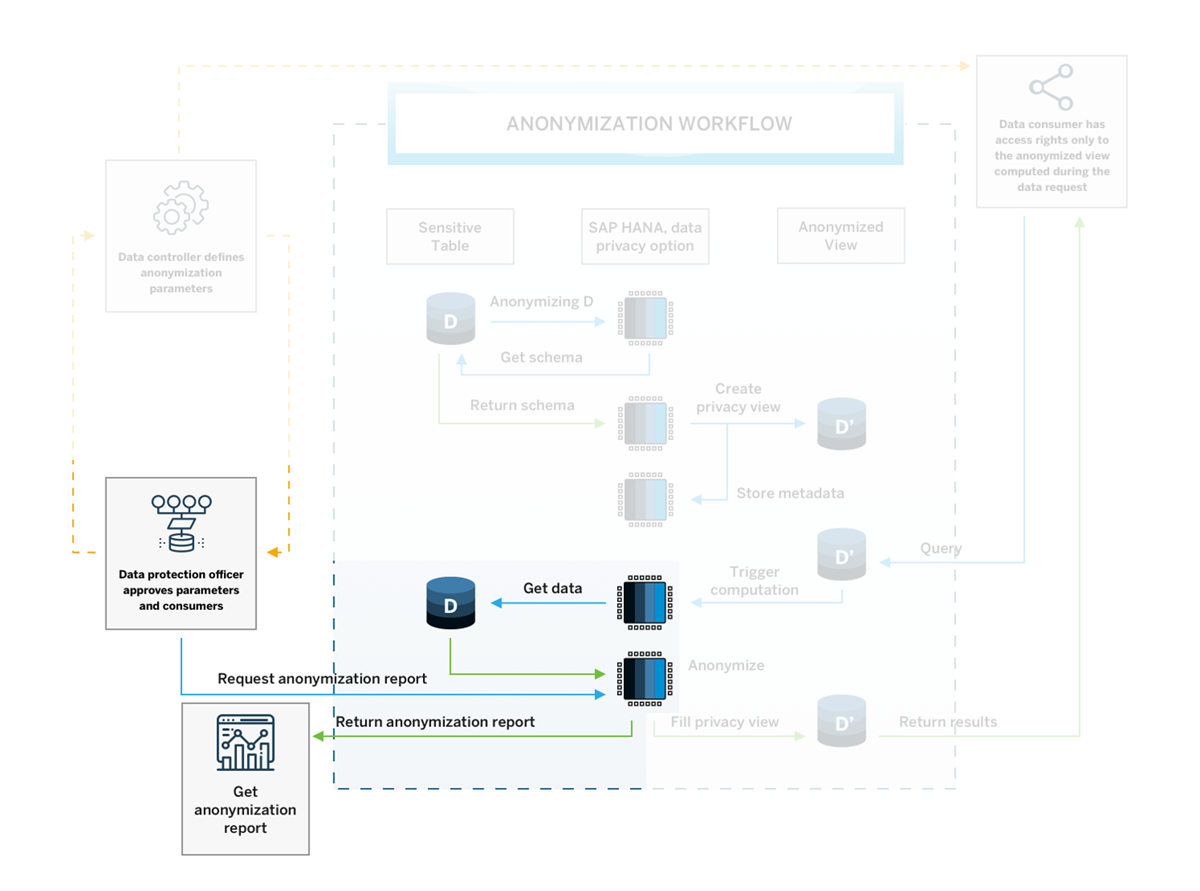 ANONYMIZATION WORKFLOW
Data consumer has
access rights only to
the anonymized view
computed during the
data request
Data controller defines
anonymization
parameters
Sensitive
Table
SAP HANA, data
privacy option
Anonymized
View
D
Anonymizing D
Get schema
Return schema
Create
privacy view
D'
Store metadata
Data protection officer
approves parameters
and consumers
D
Get data
Trigger
computation
D'
Query
Anonymize
Request anonymization report
Return anonymization report
Fill privacy view
D'
Return results
Get
anonymization
report